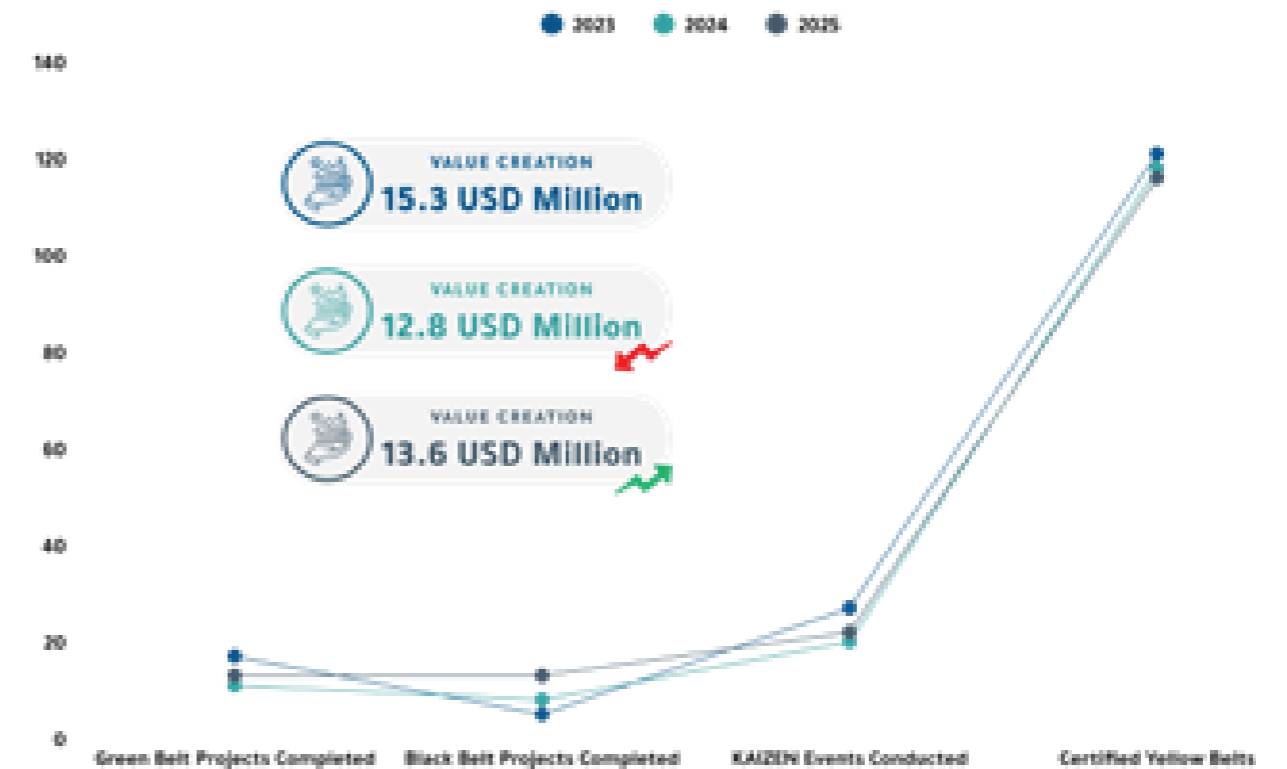 2023 2024 2025
140
120
100
80
60
40
20
0
VALUE CREATION
15.3 USD Million
VALUE CREATION
12.8 USD Million
VALUE CREATION
13.6 USD Million
Green Belt Projects Completed Black Belt Projects Completed KAIZEN Events Conducted Certified Yellow Belts